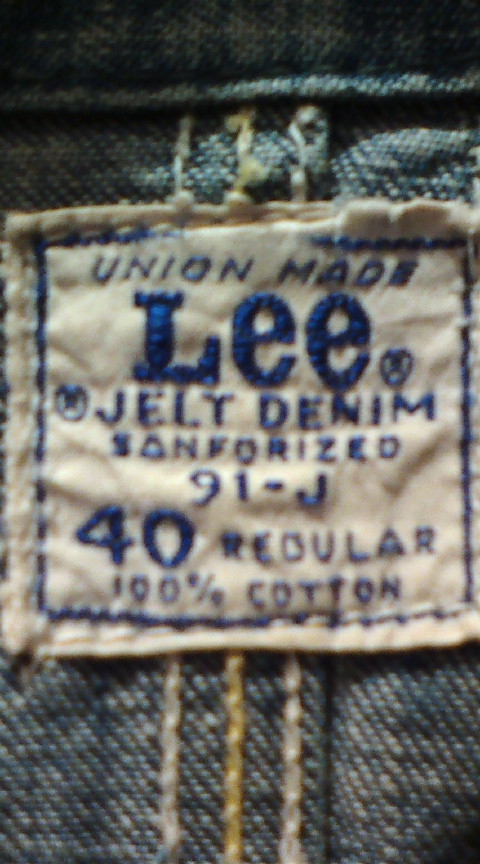 UNION MADE
Lee®
®JELT DENIM
SANFORIZED
91-J
40 REGULAR
100% COTTON